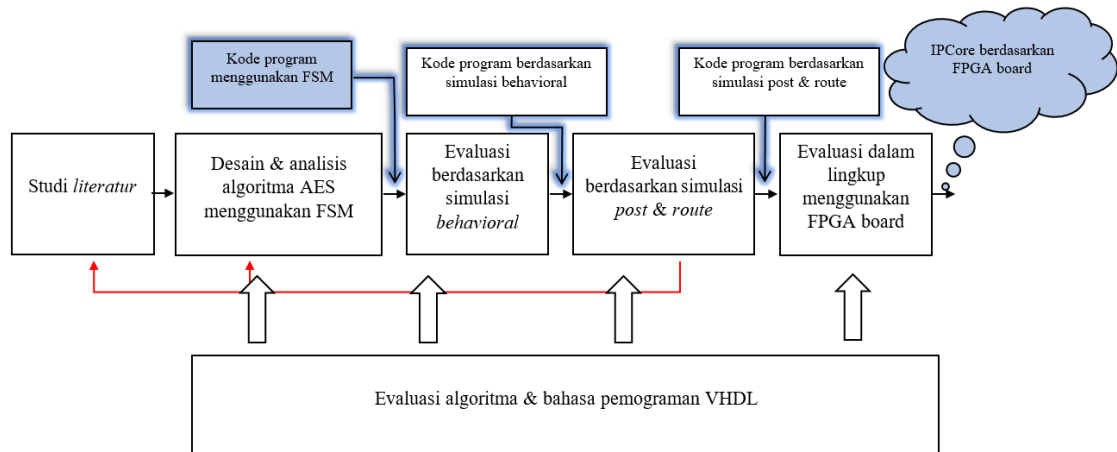 Kode program
menggunakan FSM
Kode program berdasarkan
simulasi behavioral
Kode program berdasarkan
simulasi post & route
IPCore berdasarkan
FPGA board
Studi literatur
Desain & analisis
algoritma AES
menggunakan FSM
Evaluasi
berdasarkan
simulasi
behavioral
Evaluasi
berdasarkan simulasi
post & route
Evaluasi dalam
lingkup
menggunakan
FPGA board
Evaluasi algoritma & bahasa pemograman VHDL